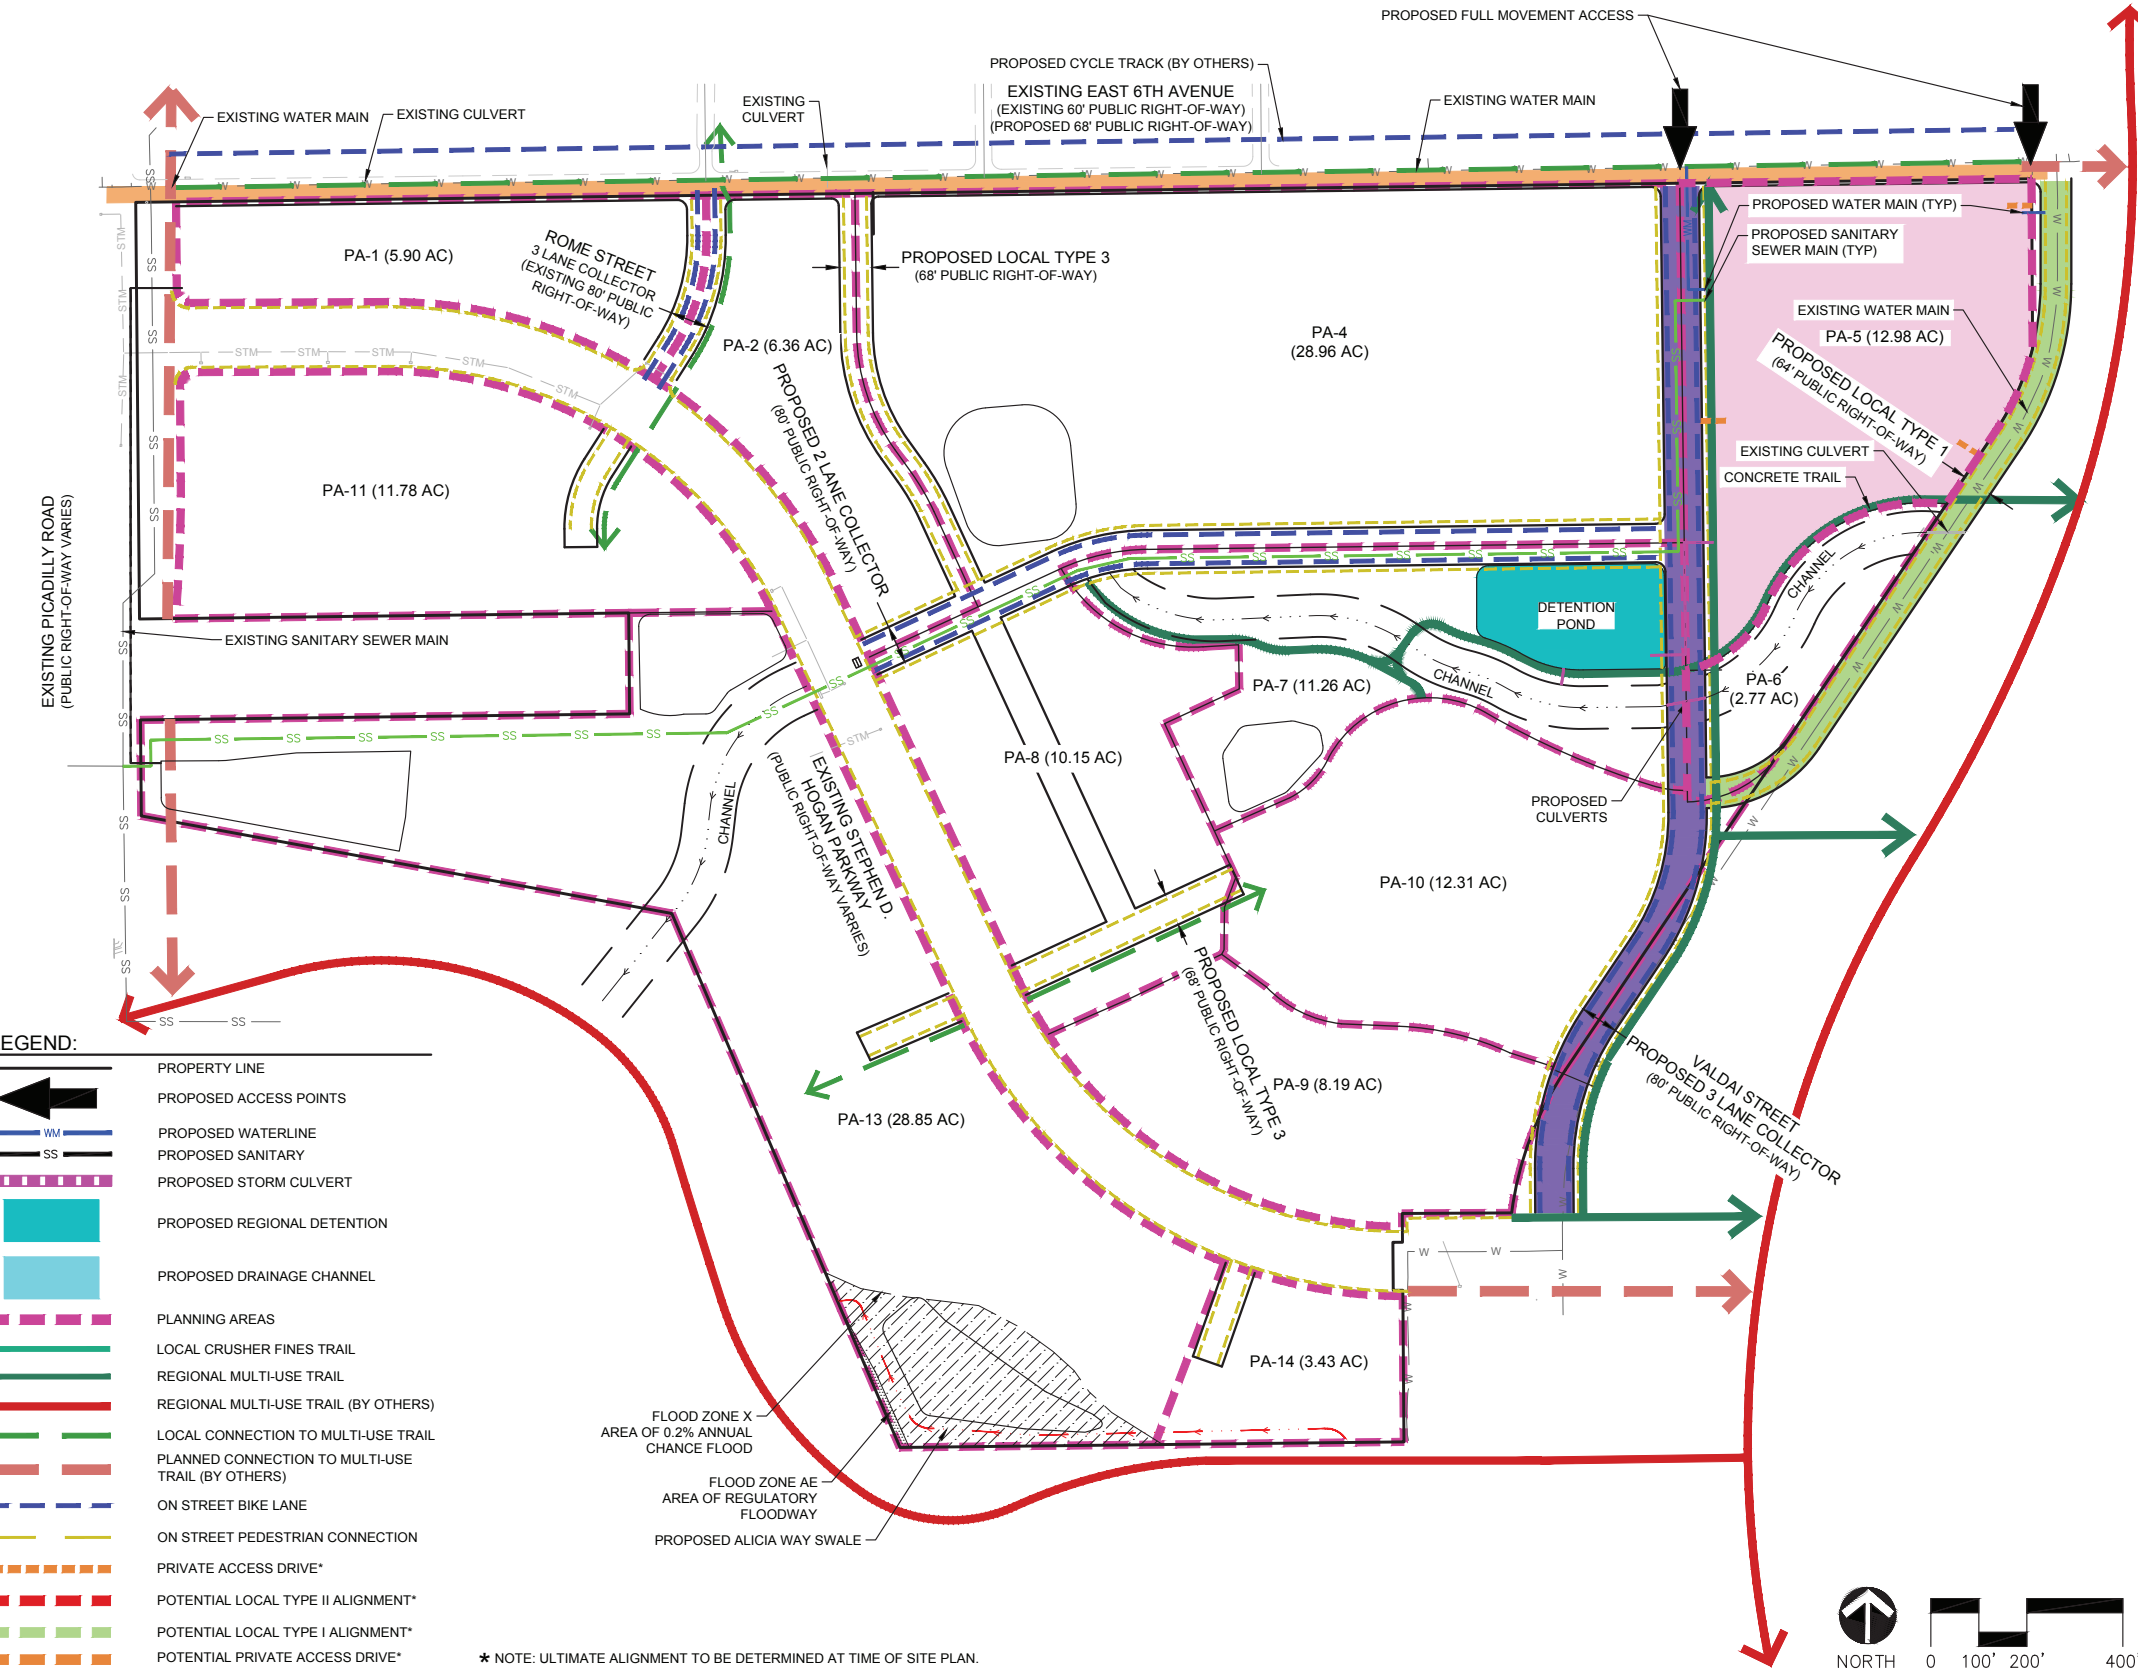 PROPOSED FULL MOVEMENT ACCESS
PROPOSED CYCLE TRACK (BY OTHERS)
EXISTING EAST 6TH AVENUE
(EXISTING 60' PUBLIC RIGHT-OF-WAY)
(PROPOSED 68' PUBLIC RIGHT-OF-WAY)
EXISTING WATER MAIN
EXISTING CULVERT
EXISTING
CULVERT
EXISTING WATER MAIN
PROPOSED WATER MAIN (TYP)
PROPOSED SANITARY
SEWER MAIN (TYP)
PA-1 (5.90 AC)
ROME STREET
3 LANE COLLECTOR
(EXISTING 80' PUBLIC
RIGHT-OF-WAY)
PROPOSED LOCAL TYPE 3
(68' PUBLIC RIGHT-OF-WAY)
PA-2 (6.36 AC)
PA-4
(28.96 AC)
EXISTING WATER MAIN
PA-5 (12.98 AC)
PROPOSED LOCAL TYPE 1
(64' PUBLIC RIGHT-OF-WAY)
EXISTING CULVERT
CONCRETE TRAIL
PROPOSED 2 LANE COLLECTOR
(80' PUBLIC RIGHT-OF-WAY)
PA-11 (11.78 AC)
EXISTING PICADILLY ROAD
(PUBLIC RIGHT-OF-WAY VARIES)
EXISTING SANITARY SEWER MAIN
DETENTION
POND
CHANNEL
CHANNEL
PA-7 (11.26 AC)
PA-6
(2.77 AC)
PA-8 (10.15 AC)
PROPOSED
CULVERTS
CHANNEL
EXISTING STEPHEN D.
HOGAN PARKWAY
(PUBLIC RIGHT-OF-WAY VARRIES)
PA-10 (12.31 AC)
PROPOSED LOCAL TYPE 3
(68' PUBLIC RIGHT-OF-WAY)
PA-9 (8.19 AC)
VALDAI STREET
PROPOSED 3 LANE COLLECTOR
(80' PUBLIC RIGHT-OF-WAY)
PA-13 (28.85 AC)
PA-14 (3.43 AC)
FLOOD ZONE X
AREA OF 0.2% ANNUAL
CHANCE FLOOD
FLOOD ZONE AE
AREA OF REGULATORY
FLOODWAY
PROPOSED ALICIA WAY SWALE
EGEND:
PROPERTY LINE
PROPOSED ACCESS POINTS
WM PROPOSED WATERLINE
SS PROPOSED SANITARY
PROPOSED STORM CULVERT
PROPOSED REGIONAL DETENTION
PROPOSED DRAINAGE CHANNEL
PLANNING AREAS
LOCAL CRUSHER FINES TRAIL
REGIONAL MULTI-USE TRAIL
REGIONAL MULTI-USE TRAIL (BY OTHERS)
LOCAL CONNECTION TO MULTI-USE TRAIL
PLANNED CONNECTION TO MULTI-USE
TRAIL (BY OTHERS)
ON STREET BIKE LANE
ON STREET PEDESTRIAN CONNECTION
PRIVATE ACCESS DRIVE*
POTENTIAL LOCAL TYPE II ALIGNMENT*
POTENTIAL LOCAL TYPE I ALIGNMENT*
POTENTIAL PRIVATE ACCESS DRIVE*
* NOTE: ULTIMATE ALIGNMENT TO BE DETERMINED AT TIME OF SITE PLAN.
NORTH
0 100' 200' 400'